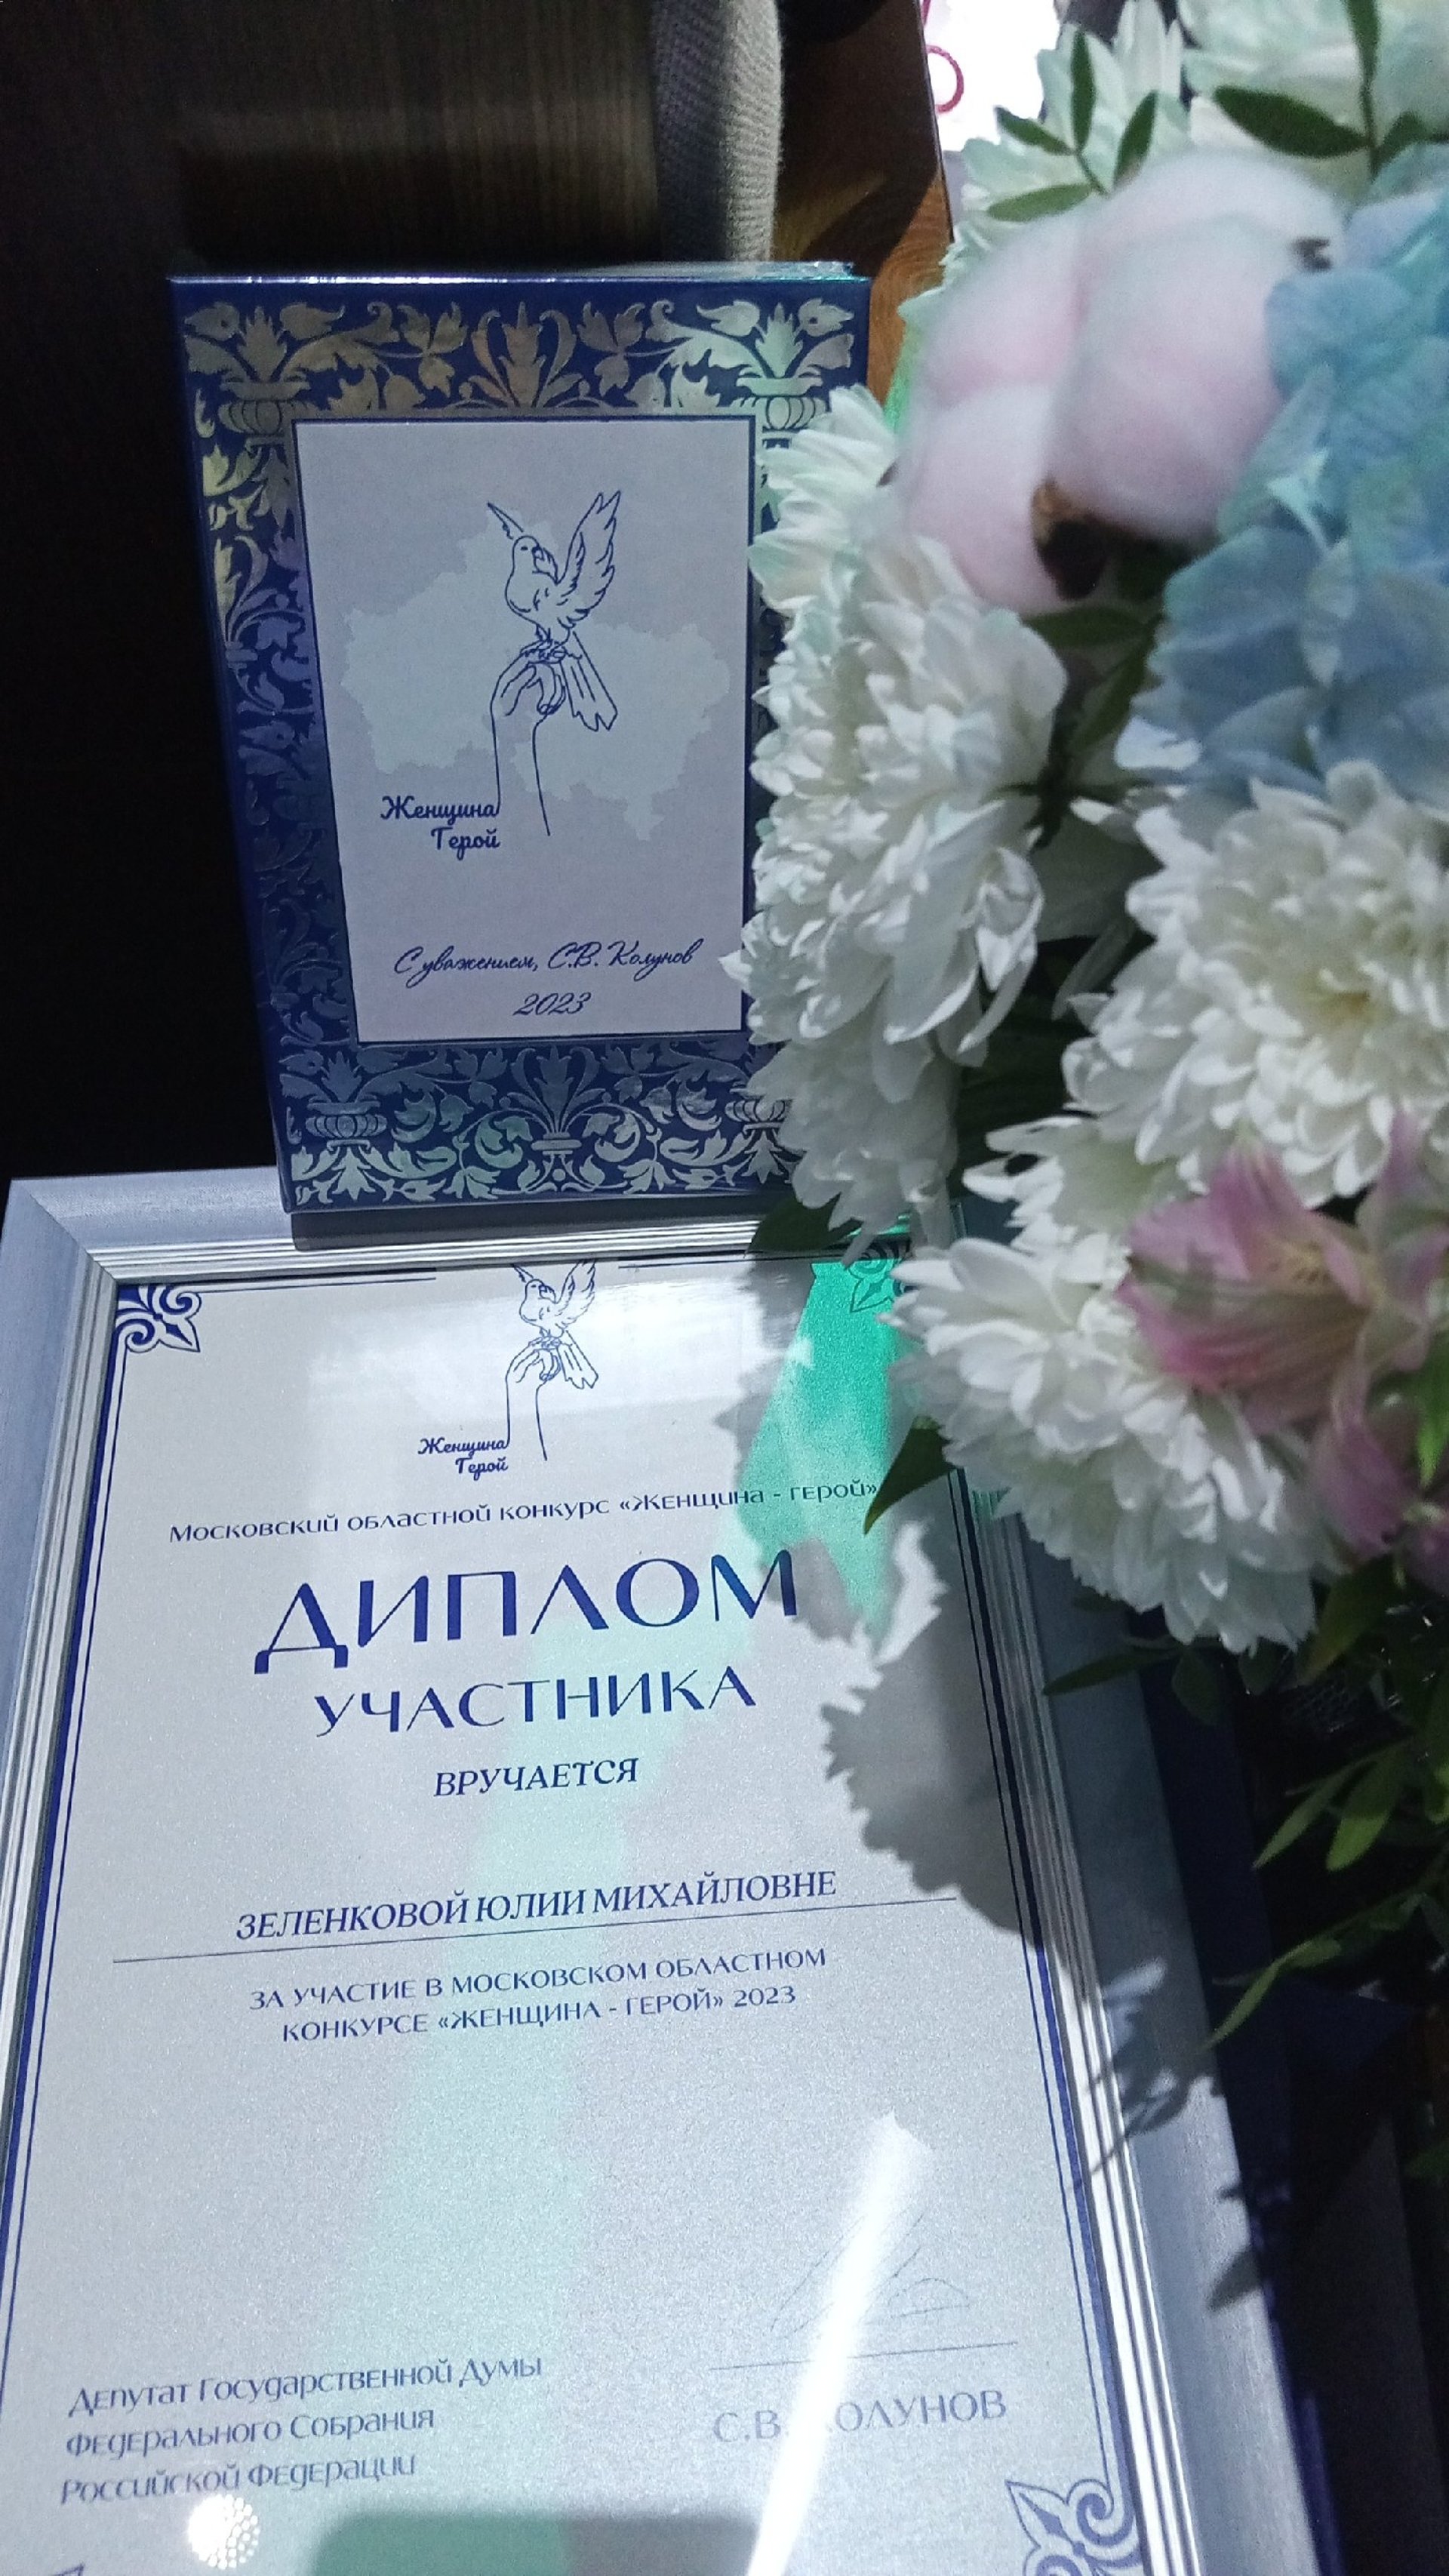 Женщина
Герой
С уважением, С.В. Колунов
2023
Женщина
Герой
Московский областной конкурс «Женщина - герой»
ДИПЛОМ
УЧАСТНИКА
ВРУЧАЕТСЯ
ЗЕЛЕНКОВОЙ ЮЛИИ МИХАЙЛОВНЕ
ЗА УЧАСТИЕ В МОСКОВСКОМ ОБЛАСТНОМ
КОНКУРСЕ «ЖЕНЩИНА - ГЕРОЙ» 2023
Депутат Государственной Думы
Федерального Собрания
Российской Федерации
С.В. КОЛУНОВ